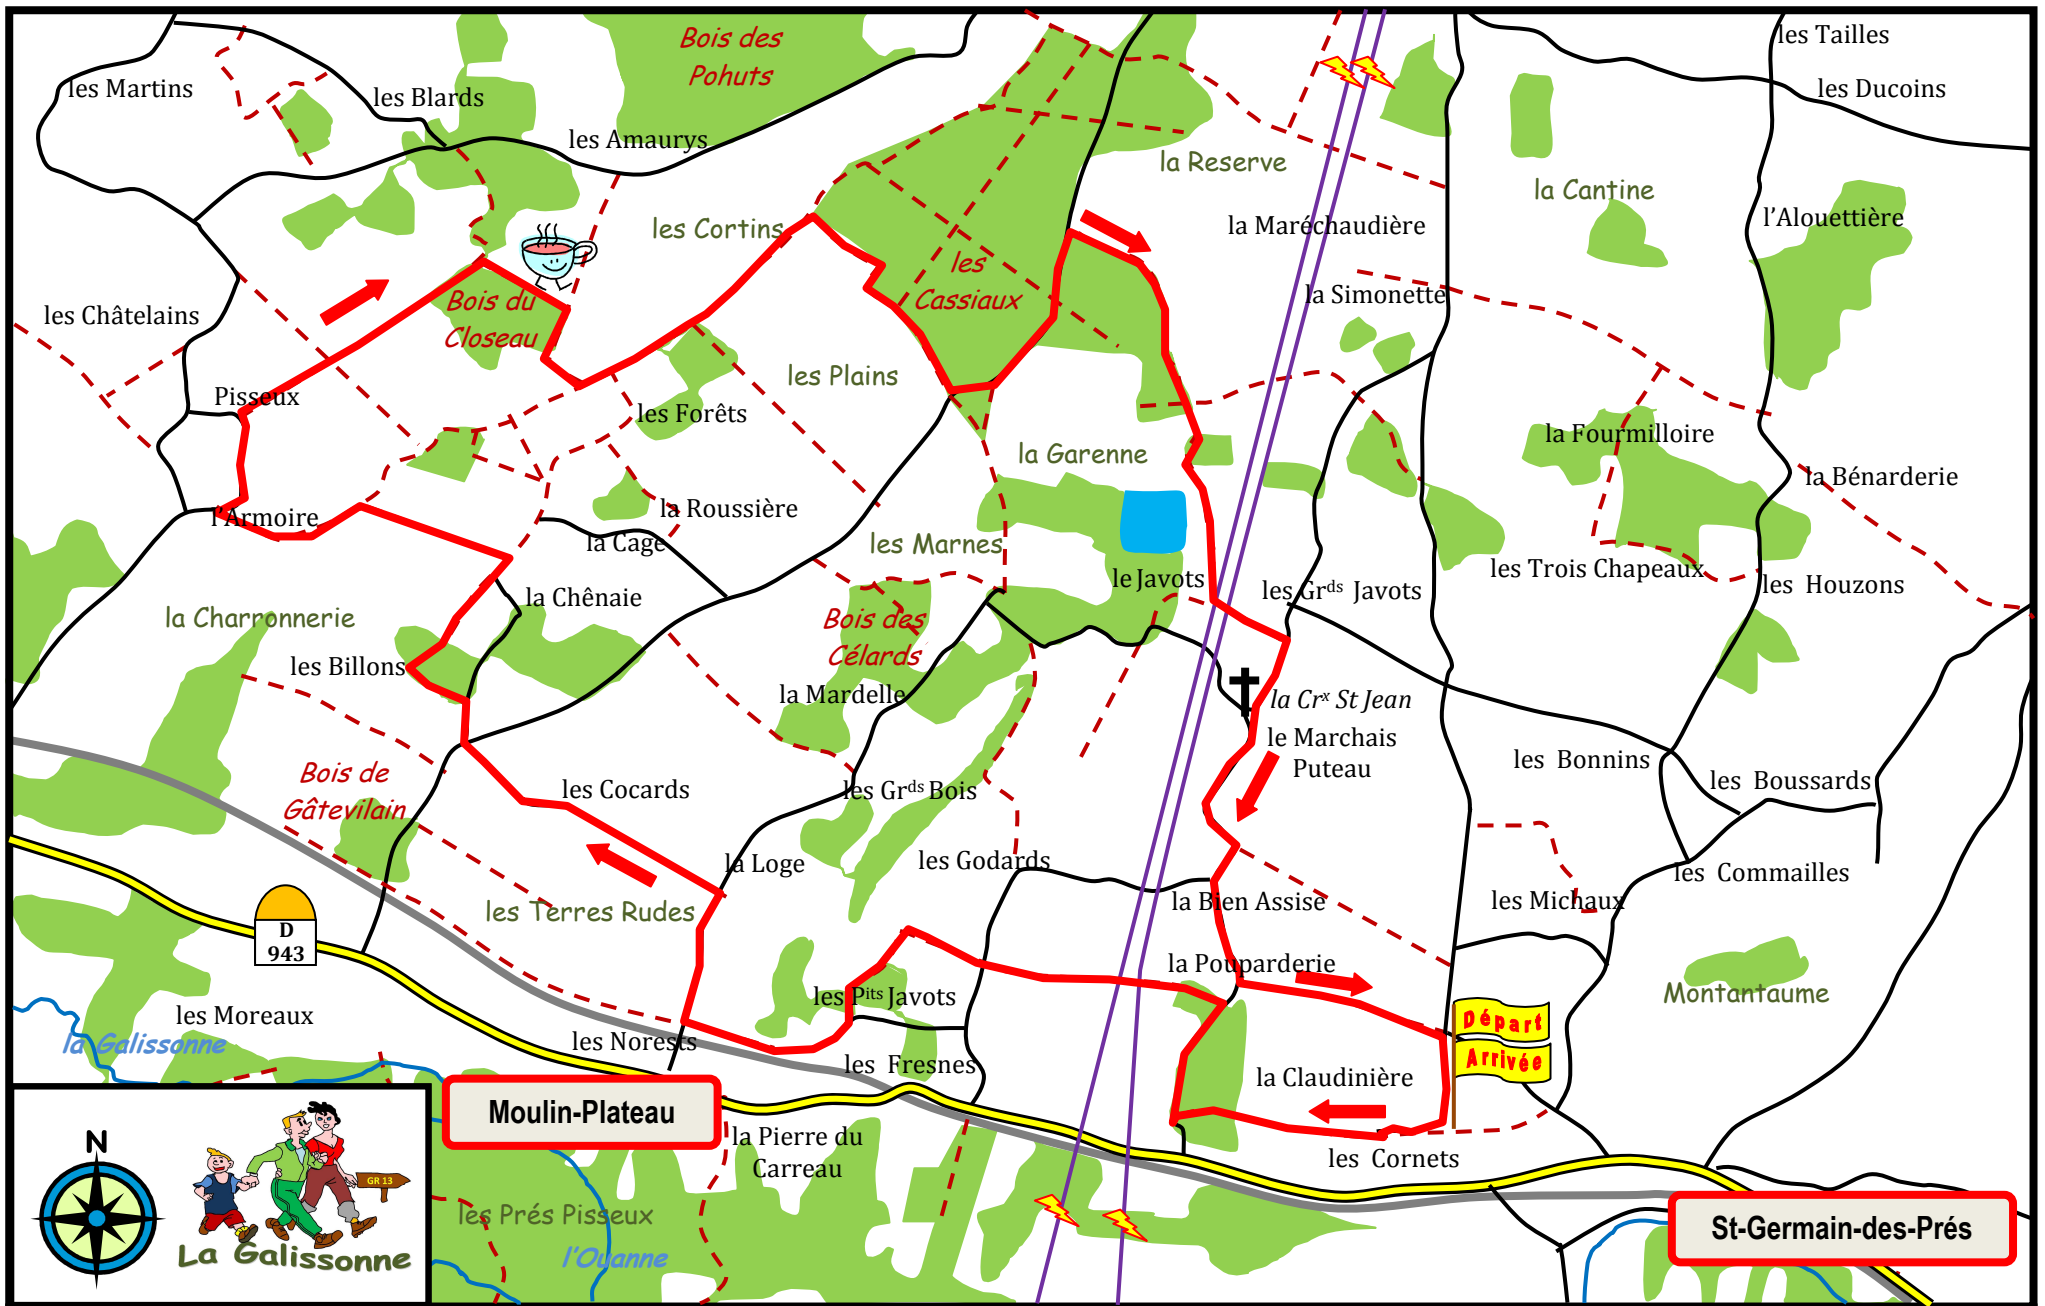 les Tailles
Bois des
Pohuts
les Martins
les Ducoins
les Blards
les Amaurys
la Reserve
la Cantine
les Cortins
la Maréchaudière
l'Alouettière
les
Cassiaux
la Simonette
Bois du
Closeau
les Châtelains
les Plains
Pisseux
les Forêts
la Fourmilloire
la Garenne
la Bénarderie
la Roussière
l'Armoire
la Cage
les Marnes
les Trois Chapeaux
le Javots
les Grds Javots
les Houzons
la Chênaie
la Charronnerie
Bois des
Célards
les Billons
la Mardelle
la Crx St Jean
le Marchais
Puteau
les Bonnins
Bois de
Gâtevilain
les Cocards
les Grds Bois
les Boussards
la Loge
les Godards
les Commailles
la Bien Assise
les Michaux
les Terres Rudes
D
943
la Pouparderie
les Pits Javots
Montantaume
les Moreaux
Départ
la Galissonne
les Norests
Arrivée
les Fresnes
la Claudinière
Moulin-Plateau
la Pierre du
Carreau
les Cornets
N
GR 13
les Prés Pisseux
St-Germain-des-Prés
La Galissonne
l'Ouanne